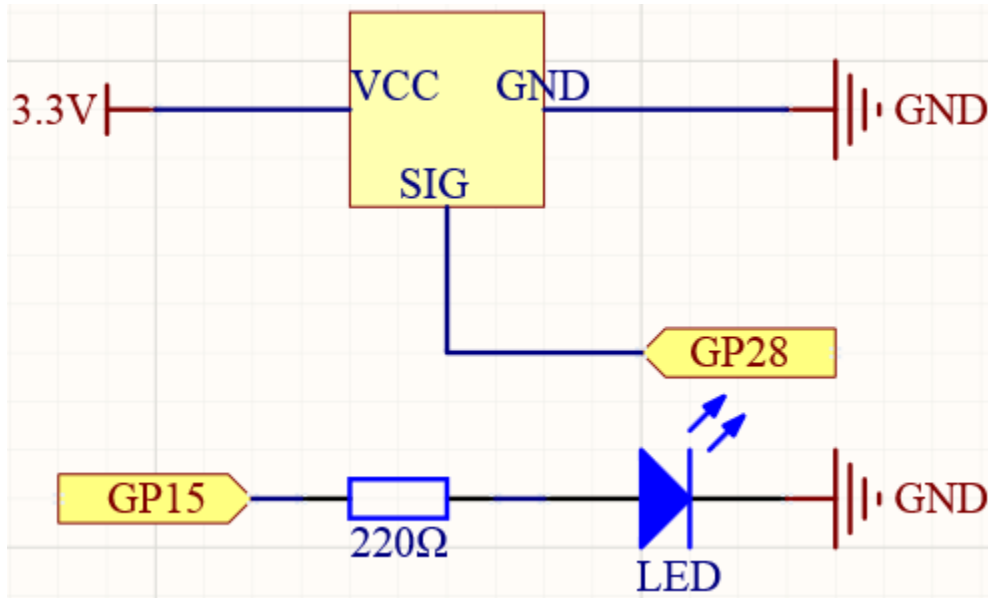 VCC GND
3.3V GND
SIG
GP28
GP15 GND
220Ω
LED